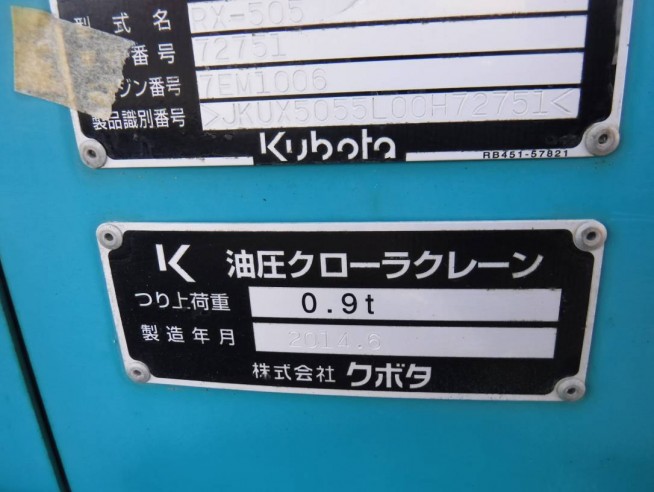 型式名 RX-505
番号 72751
ジン番号 7EM1006
製品識別番号 >JKUX5055L00H72751<
Kubota RB451-57821
K 油圧クローラクレーン
つり上荷重 0.9t
製造年月 2014.6
株式会社 クボタ